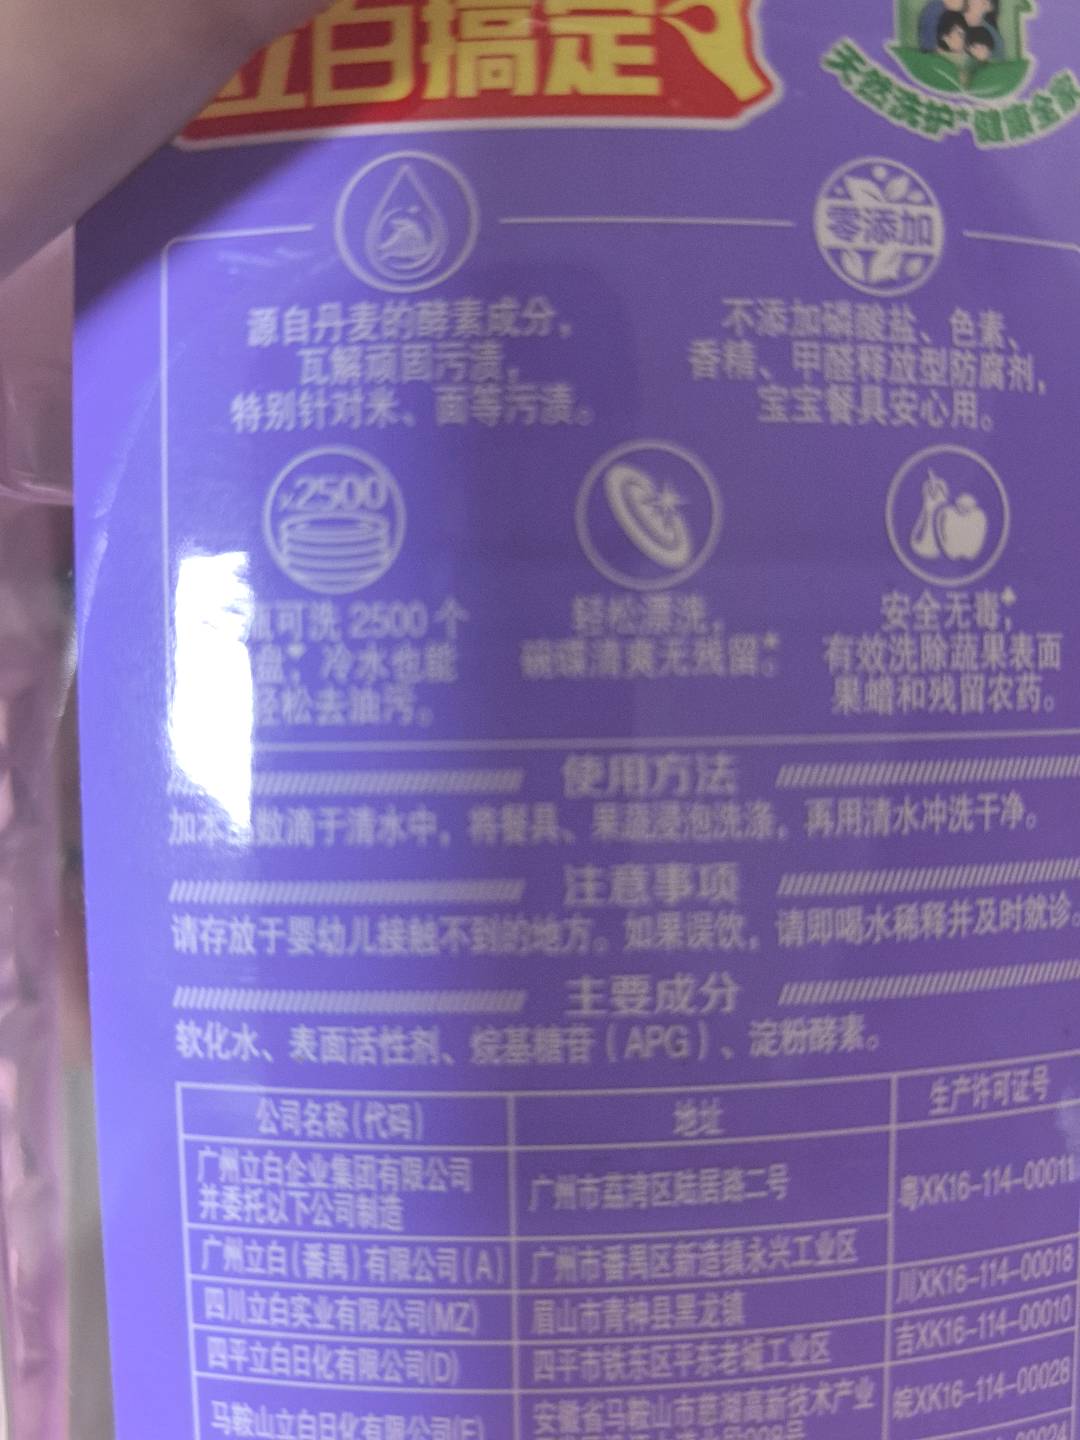 立白搞定
天然洗护*健康全家
零添加
源自丹麦的酵素成分，
瓦解顽固污渍，
特别针对米、面等污渍。
不添加磷酸盐、色素、
香精、甲醛释放型防腐剂，
宝宝餐具安心用。
x2500
瓶可洗 2500 个
盘，冷水也能
轻松去油污。
轻松漂洗，
碗碟清爽无残留*。
安全无毒，
有效洗除蔬果表面
果蜡和残留农药。
使用方法
加本 数滴于清水中，将餐具、果蔬浸泡洗涤，再用清水冲洗干净。
注意事项
请存放于婴幼儿接触不到的地方。如果误饮，请即喝水稀释并及时就诊。
主要成分
软化水、表面活性剂、烷基糖苷(APG)、淀粉酵素。
公司名称(代码)
地址
生产许可证号
广州立白企业集团有限公司
并委托以下公司制造
广州市荔湾区陆居路二号
粤XK16-114-00011
广州立白(番禺)有限公司(A)
广州市番禺区新造镇永兴工业区
四川立白实业有限公司(MZ)
眉山市青神县黑龙镇
川XK16-114-00018
四平立白日化有限公司(D)
四平市铁东区平东老城工业区
吉XK16-114-00010
马鞍山立白日化有限公司(F)
安徽省马鞍山市慈湖高新技术产业
皖XK16-114-00028